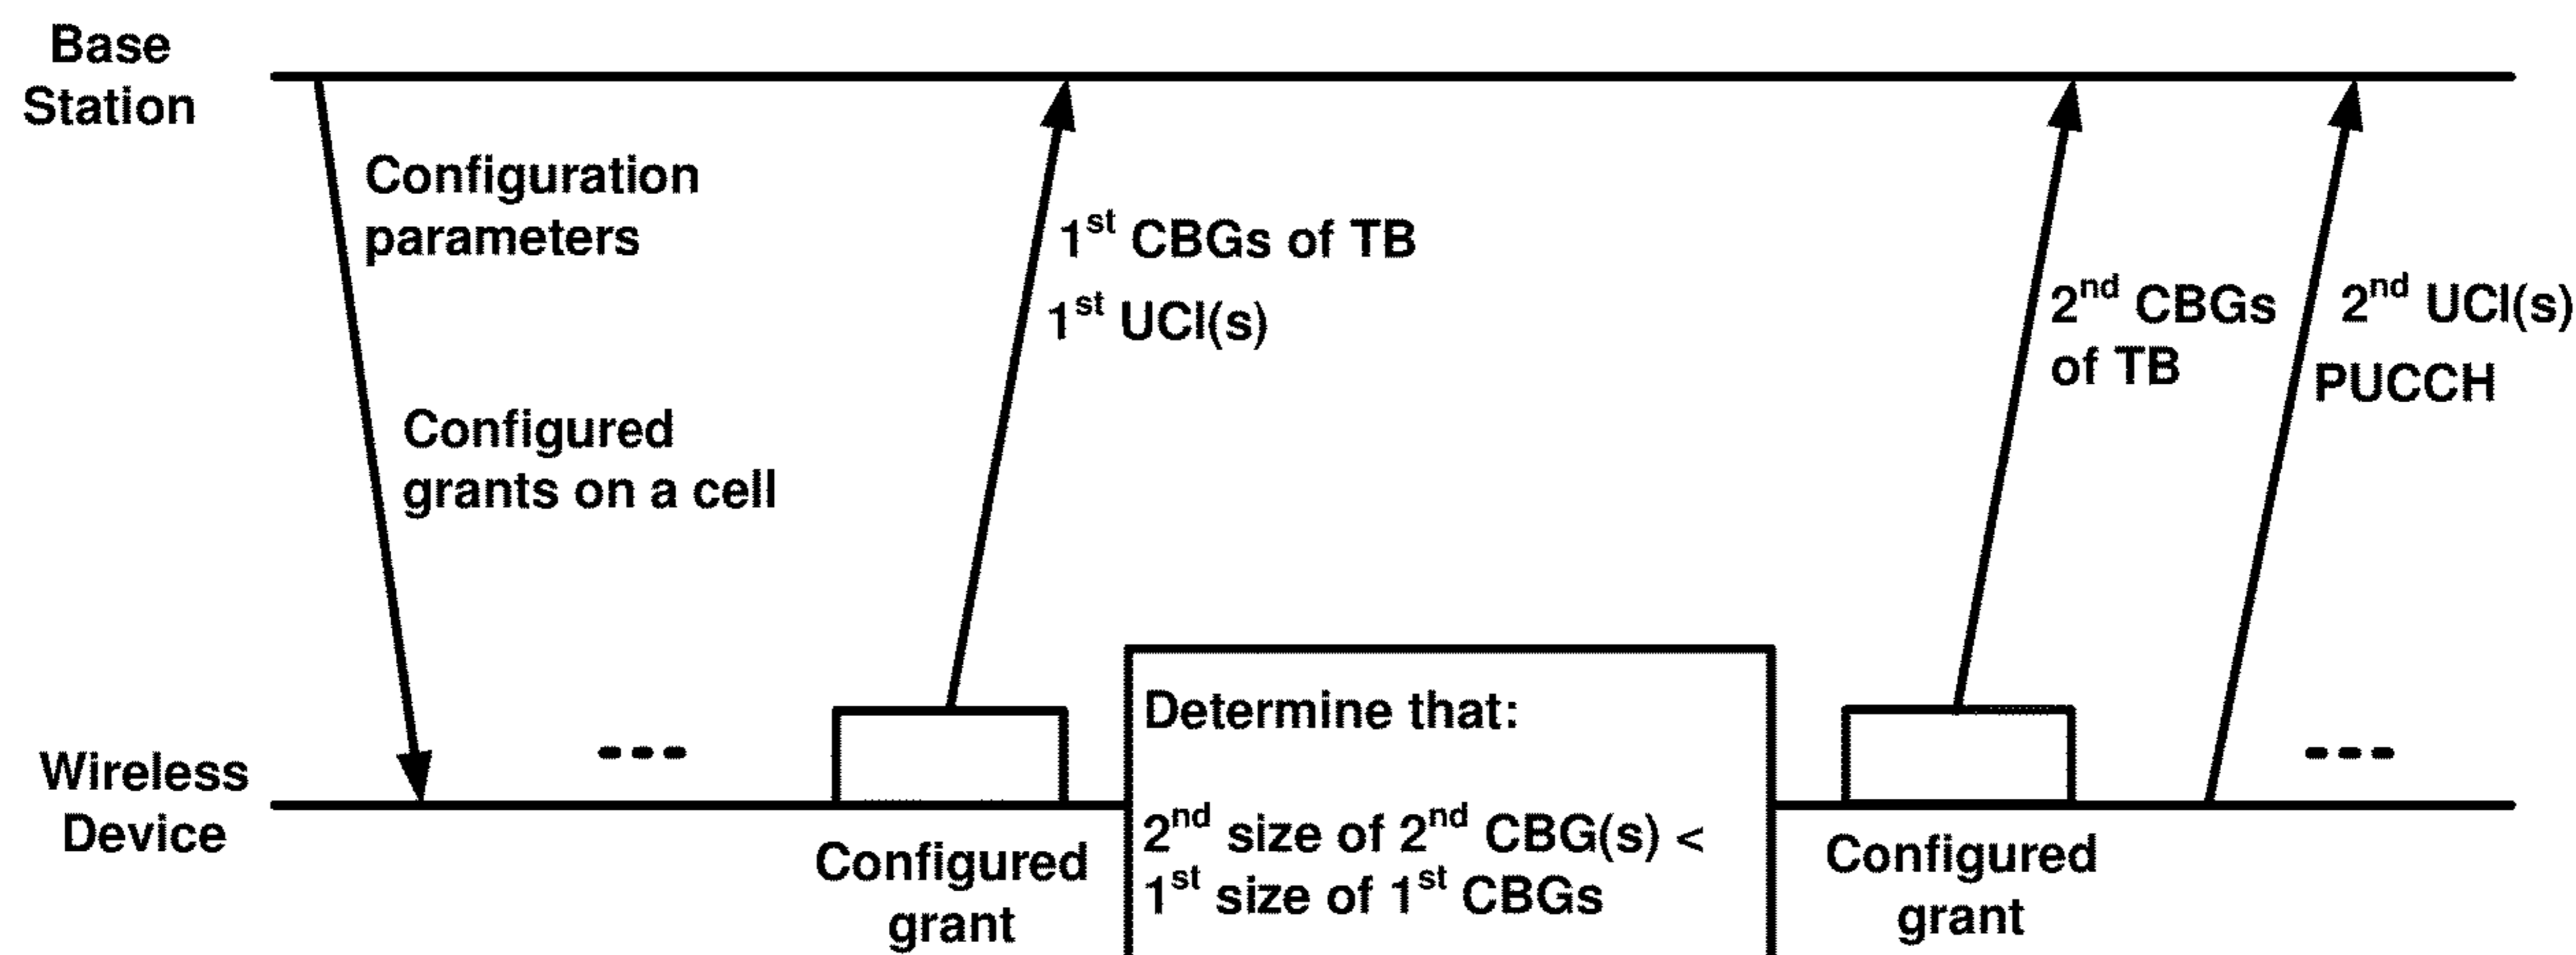 Base
Station
Configuration
parameters
Configured
grants on a cell
1st CBGs of TB
1st UCI(s)
2nd CBGs
of TB
2nd UCI(s)
PUCCH
Wireless
Device
Configured
grant
Determine that:
2nd size of 2nd CBG(s) <
1st size of 1st CBGs
Configured
grant